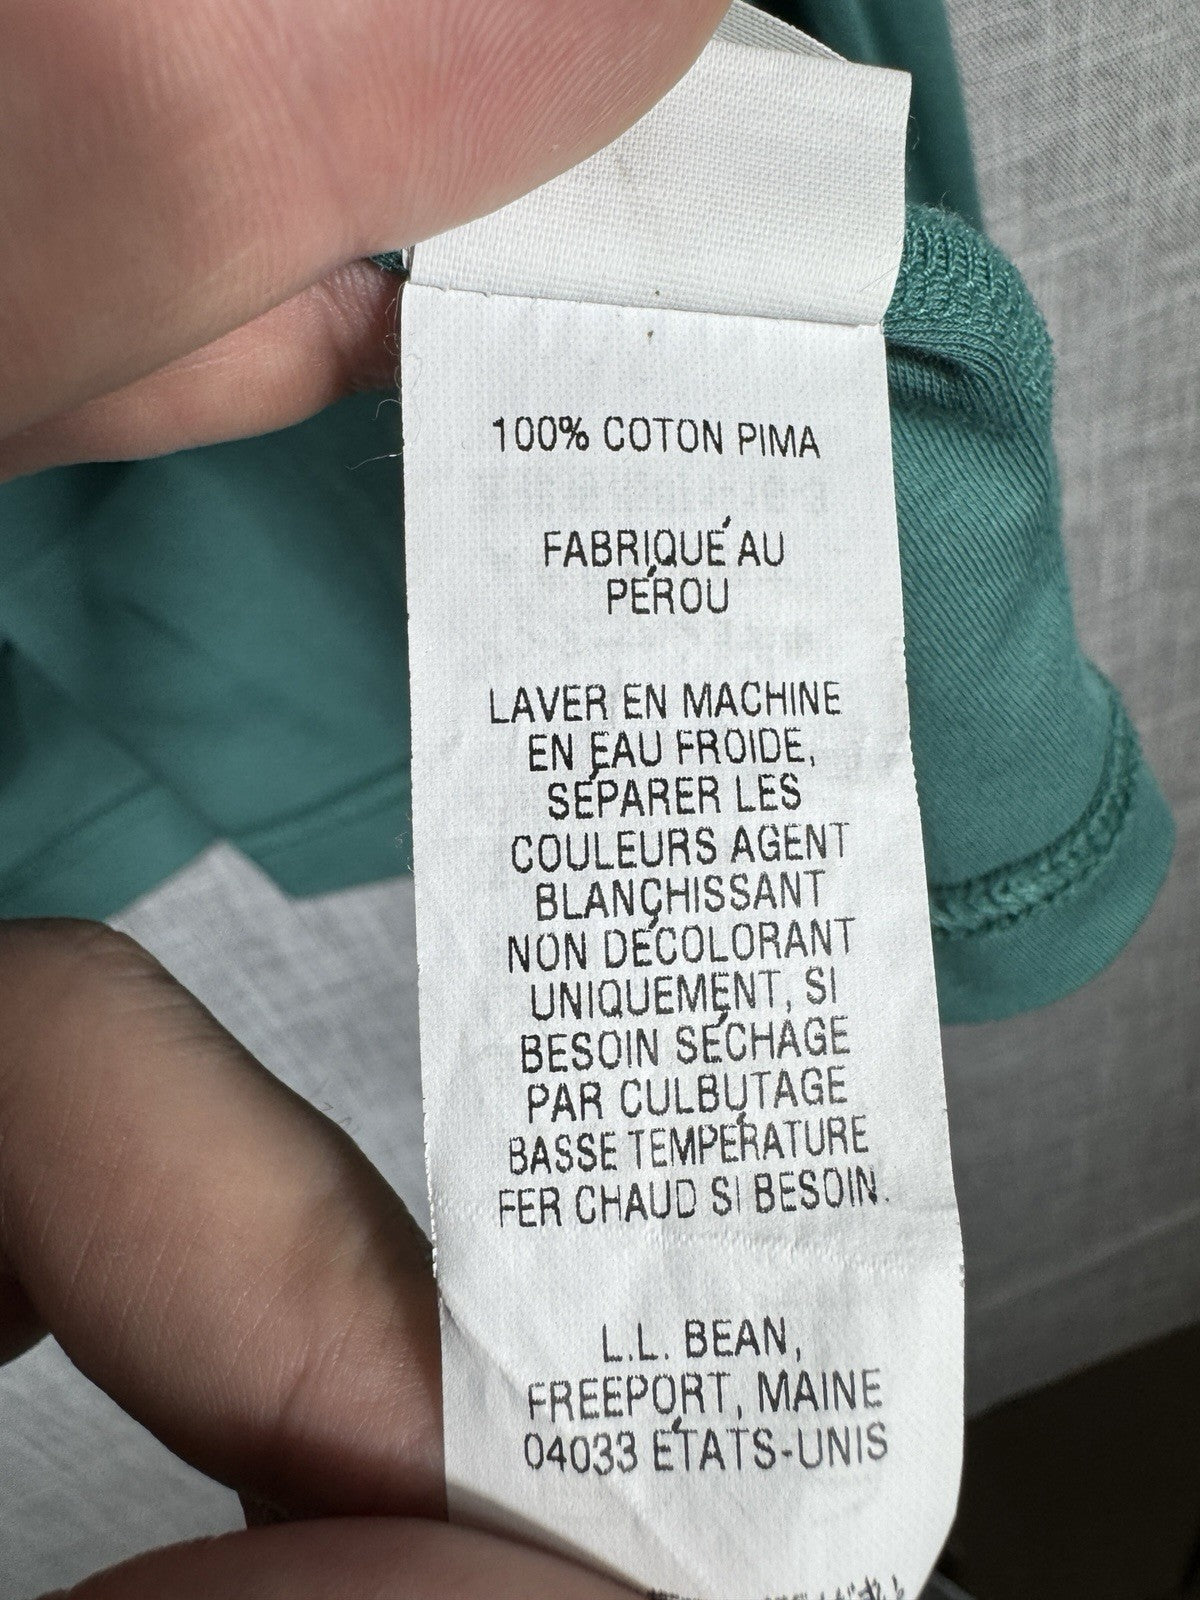 100% COTON PIMA
FABRIQUÉ AU
PÉROU
LAVER EN MACHINE
EN EAU FROIDE,
SÉPARER LES
COULEURS AGENT
BLANCHISSANT
NON DÉCOLORANT
UNIQUEMENT, SI
BESOIN SÉCHAGE
PAR CULBUTAGE
BASSE TEMPÉRATURE
FER CHAUD SI BESOIN.
L.L. BEAN,
FREEPORT, MAINE
04033 ÉTATS-UNIS